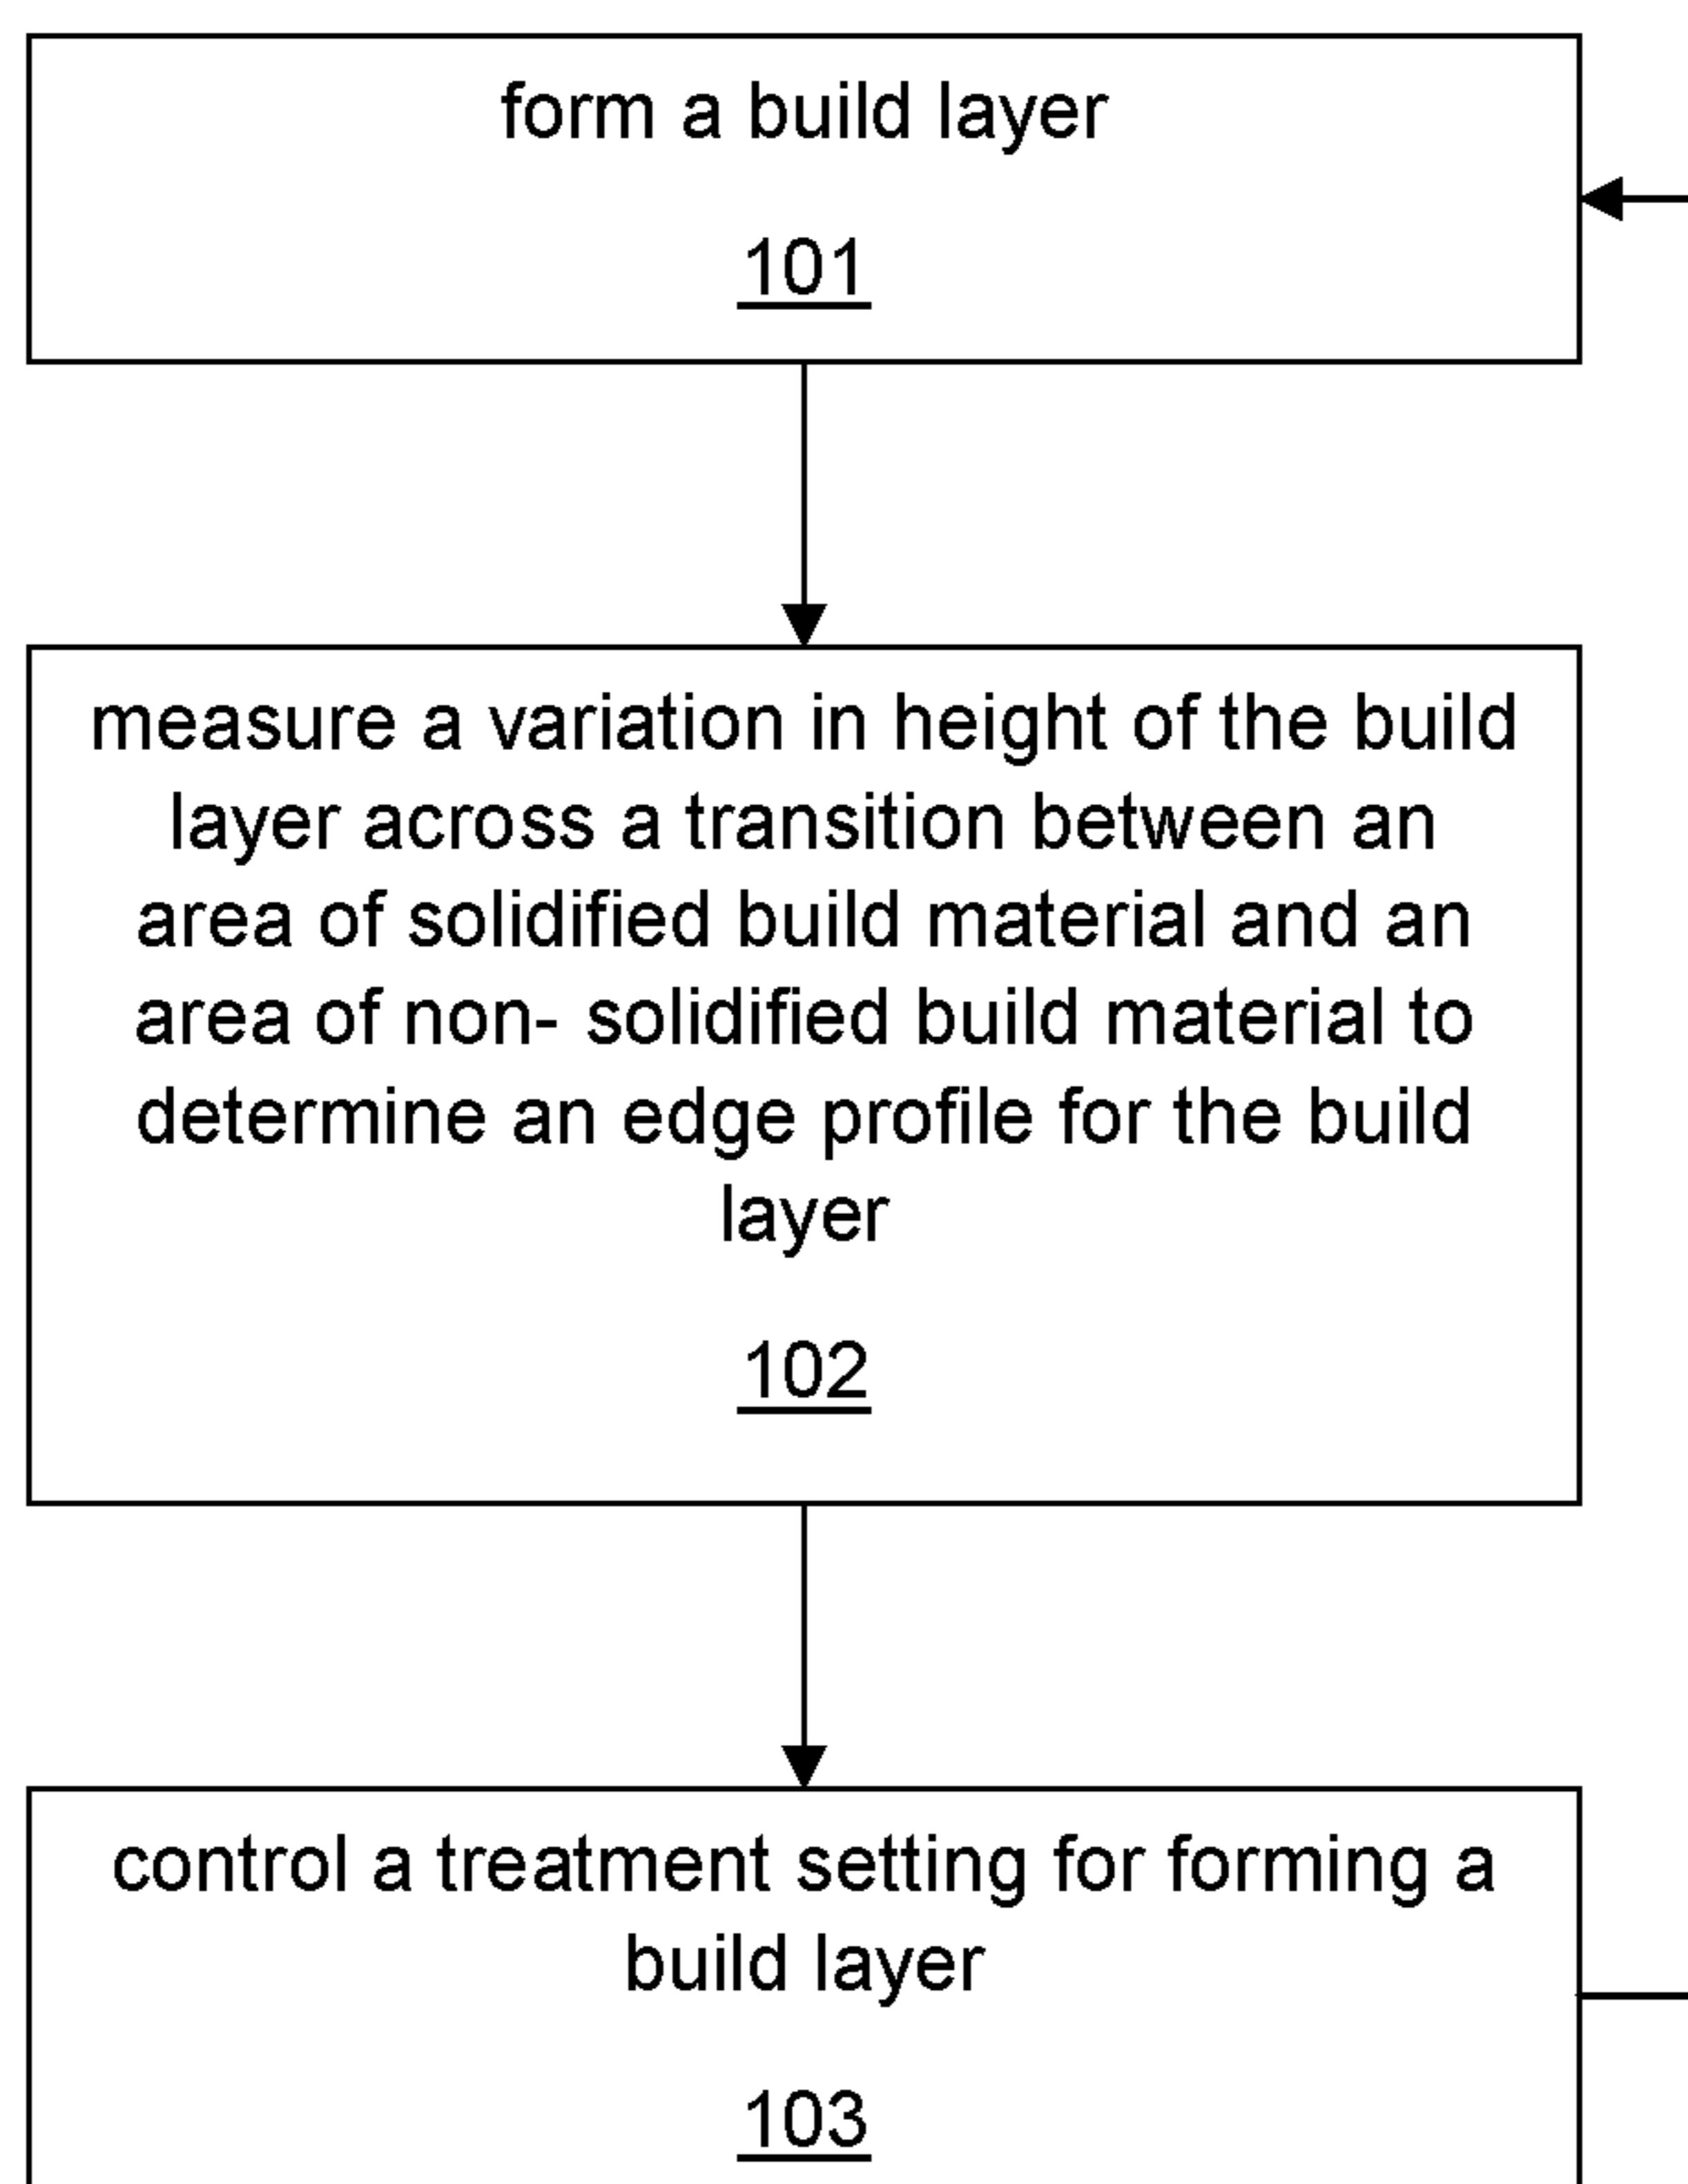 form a build layer
101
measure a variation in height of the build
layer across a transition between an
area of solidified build material and an
area of non- solidified build material to
determine an edge profile for the build
layer
102
control a treatment setting for forming a
build layer
103